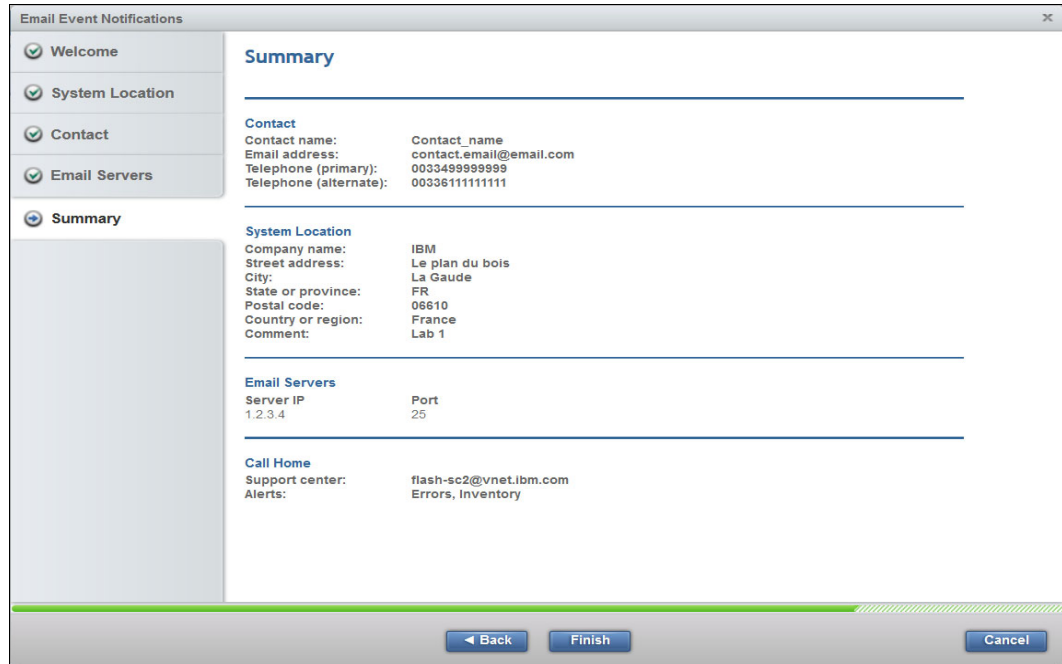 Email Event Notifications
Welcome
System Location
Contact
Email Servers
Summary
Summary
Contact
Contact name: Contact_name
Email address: contact.email@email.com
Telephone (primary): 0033499999999
Telephone (alternate): 00336111111111
System Location
Company name: IBM
Street address: Le plan du bois
City: La Gaude
State or province: FR
Postal code: 06610
Country or region: France
Comment: Lab 1
Email Servers
Server IP Port
1.2.3.4 25
Call Home
Support center: flash-sc2@vnet.ibm.com
Alerts: Errors, Inventory
Back Finish Cancel